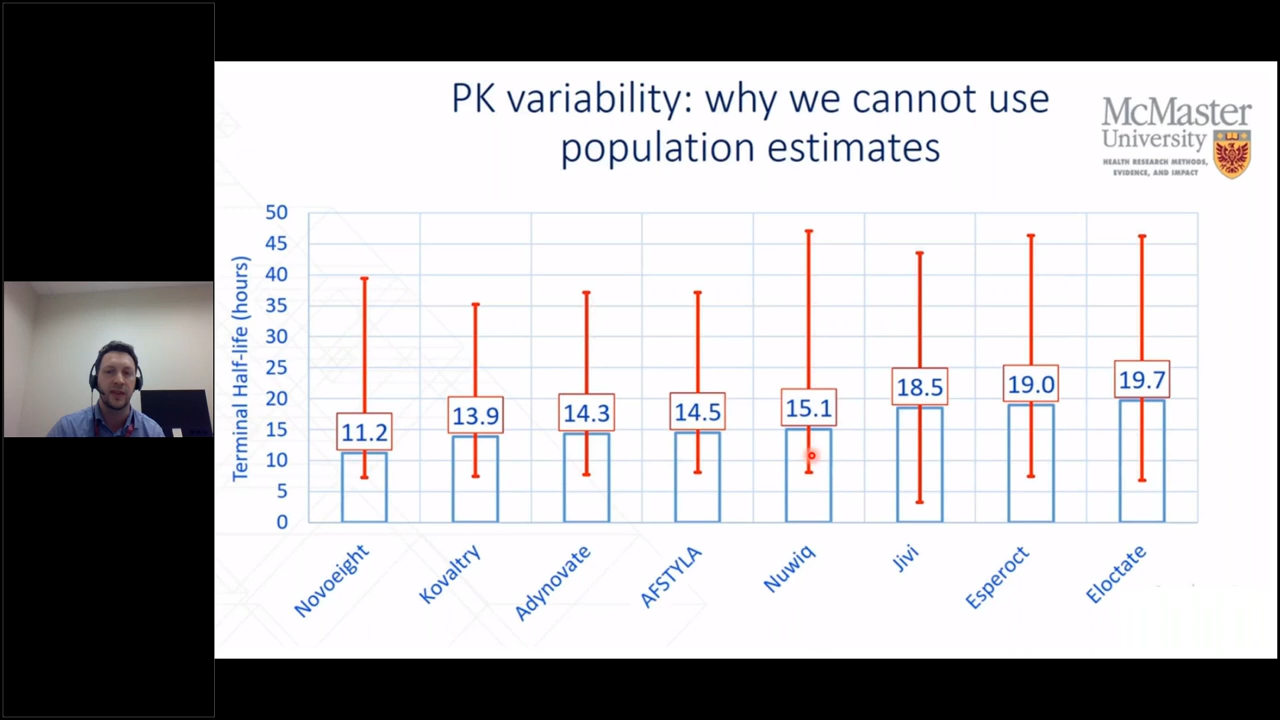 PK variability: why we cannot use
population estimates
McMaster
University
HEALTH RESEARCH METHODS,
EVIDENCE, AND IMPACT
Terminal Half-life (hours)
50
45
40
35
30
25
20
15
10
5
0
11.2
13.9
14.3
14.5
15.1
18.5
19.0
19.7
Novoeight
Kovaltry
Adynovate
AFSTYLA
Nuwiq
Jivi
Esperoct
Eloctate